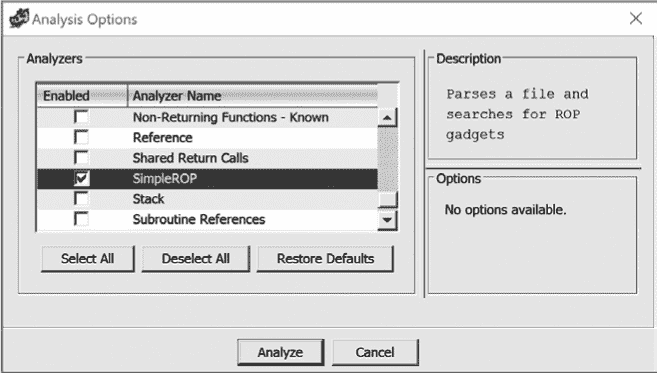 Analysis Options
Analyzers
Enabled Analyzer Name
Non-Returning Functions - Known
Reference
Shared Return Calls
SimpleROP
Stack
Subroutine References
Select All Deselect All Restore Defaults
Description
Parses a file and
searches for ROP
gadgets
Options
No options available.
Analyze Cancel